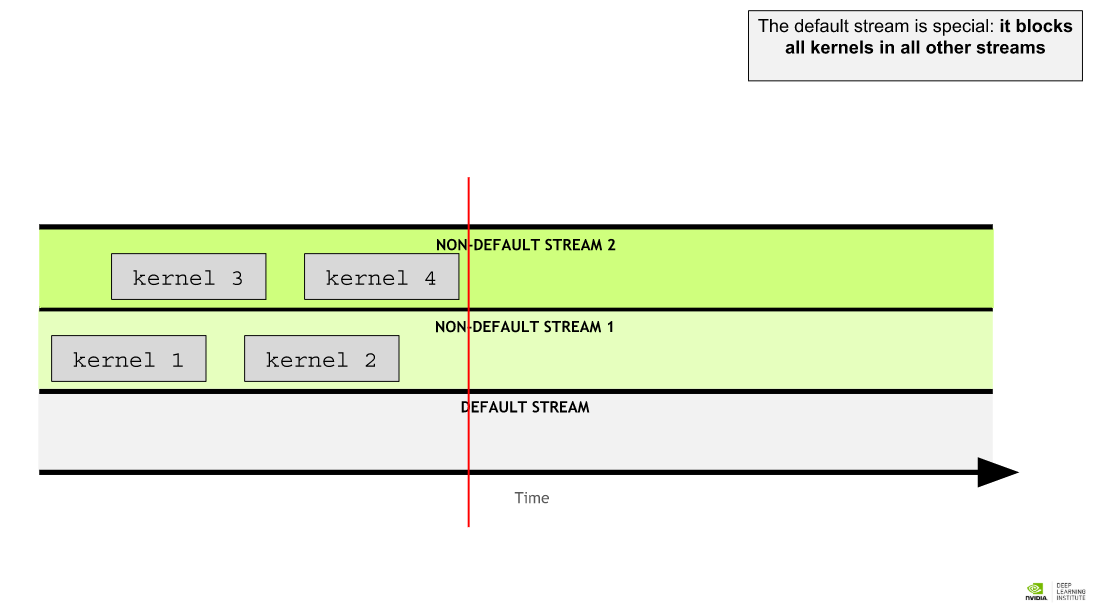 The default stream is special: it blocks
all kernels in all other streams
NON-DEFAULT STREAM 2
kernel 3
kernel 4
NON-DEFAULT STREAM 1
kernel 1
kernel 2
DEFAULT STREAM
Time
NVIDIA
DEEP
LEARNING
INSTITUTE